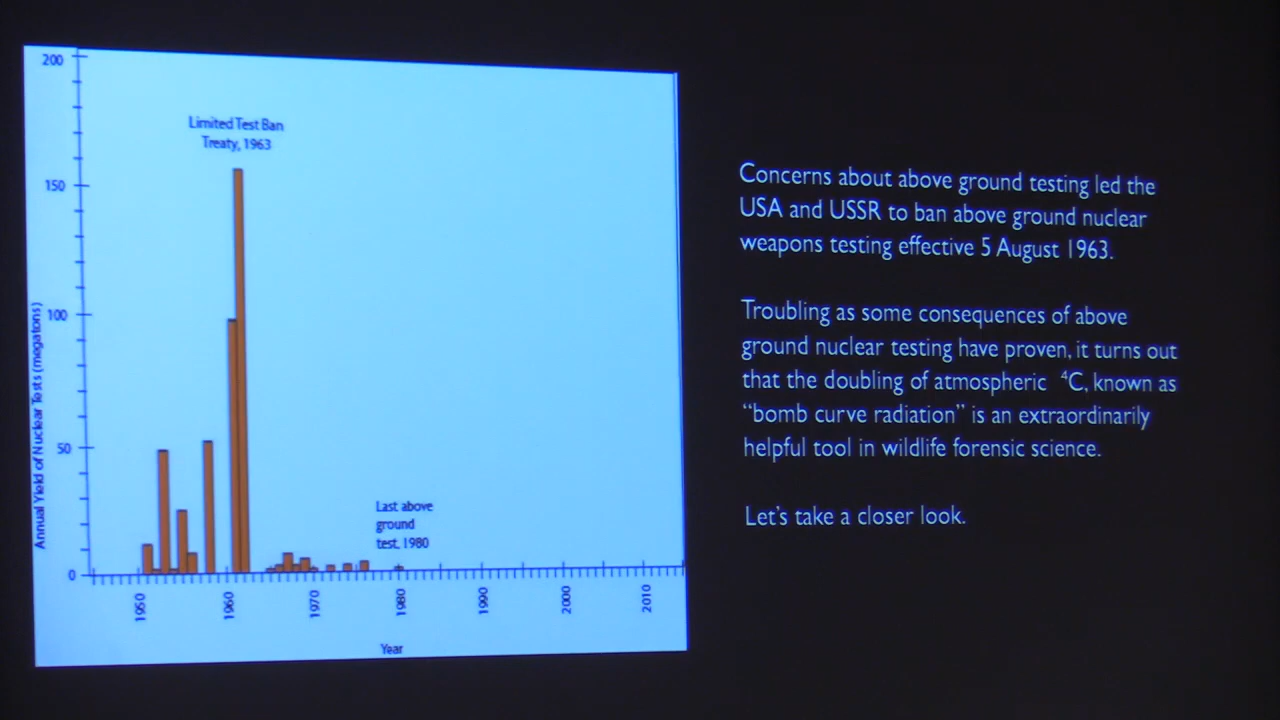 200
Limited Test Ban
Treaty, 1963
150
100
50
0
Annual Yield of Nuclear Tests (megatons)
Last above
ground
test, 1980
1950
1960
1970
1980
1990
2000
2010
Year
Concerns about above ground testing led the
USA and USSR to ban above ground nuclear
weapons testing effective 5 August 1963.
Troubling as some consequences of above
ground nuclear testing have proven, it turns out
that the doubling of atmospheric ⁴C, known as
“bomb curve radiation” is an extraordinarily
helpful tool in wildlife forensic science.
Let’s take a closer look.